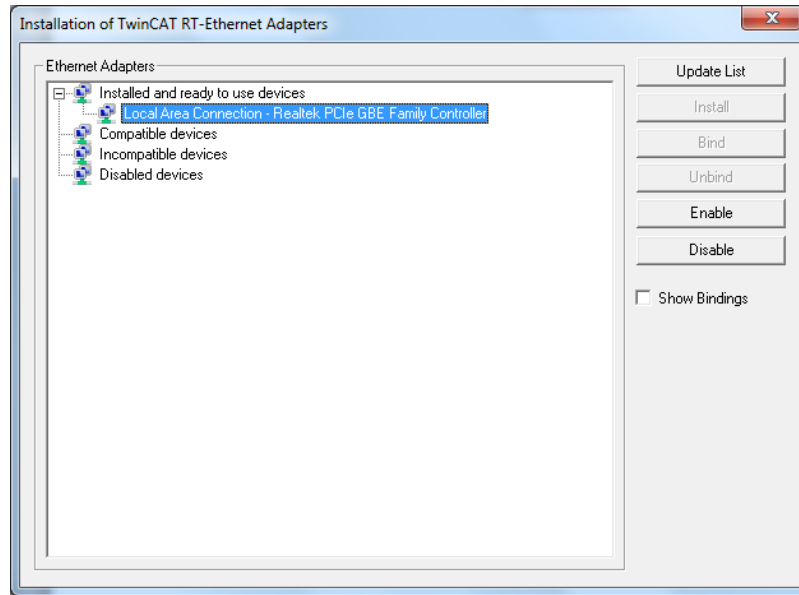 Installation of TwinCAT RT-Ethernet Adapters
Ethernet Adapters
Installed and ready to use devices
Local Area Connection - Realtek PCIe GBE Family Controller
Compatible devices
Incompatible devices
Disabled devices
Update List
Install
Bind
Unbind
Enable
Disable
Show Bindings